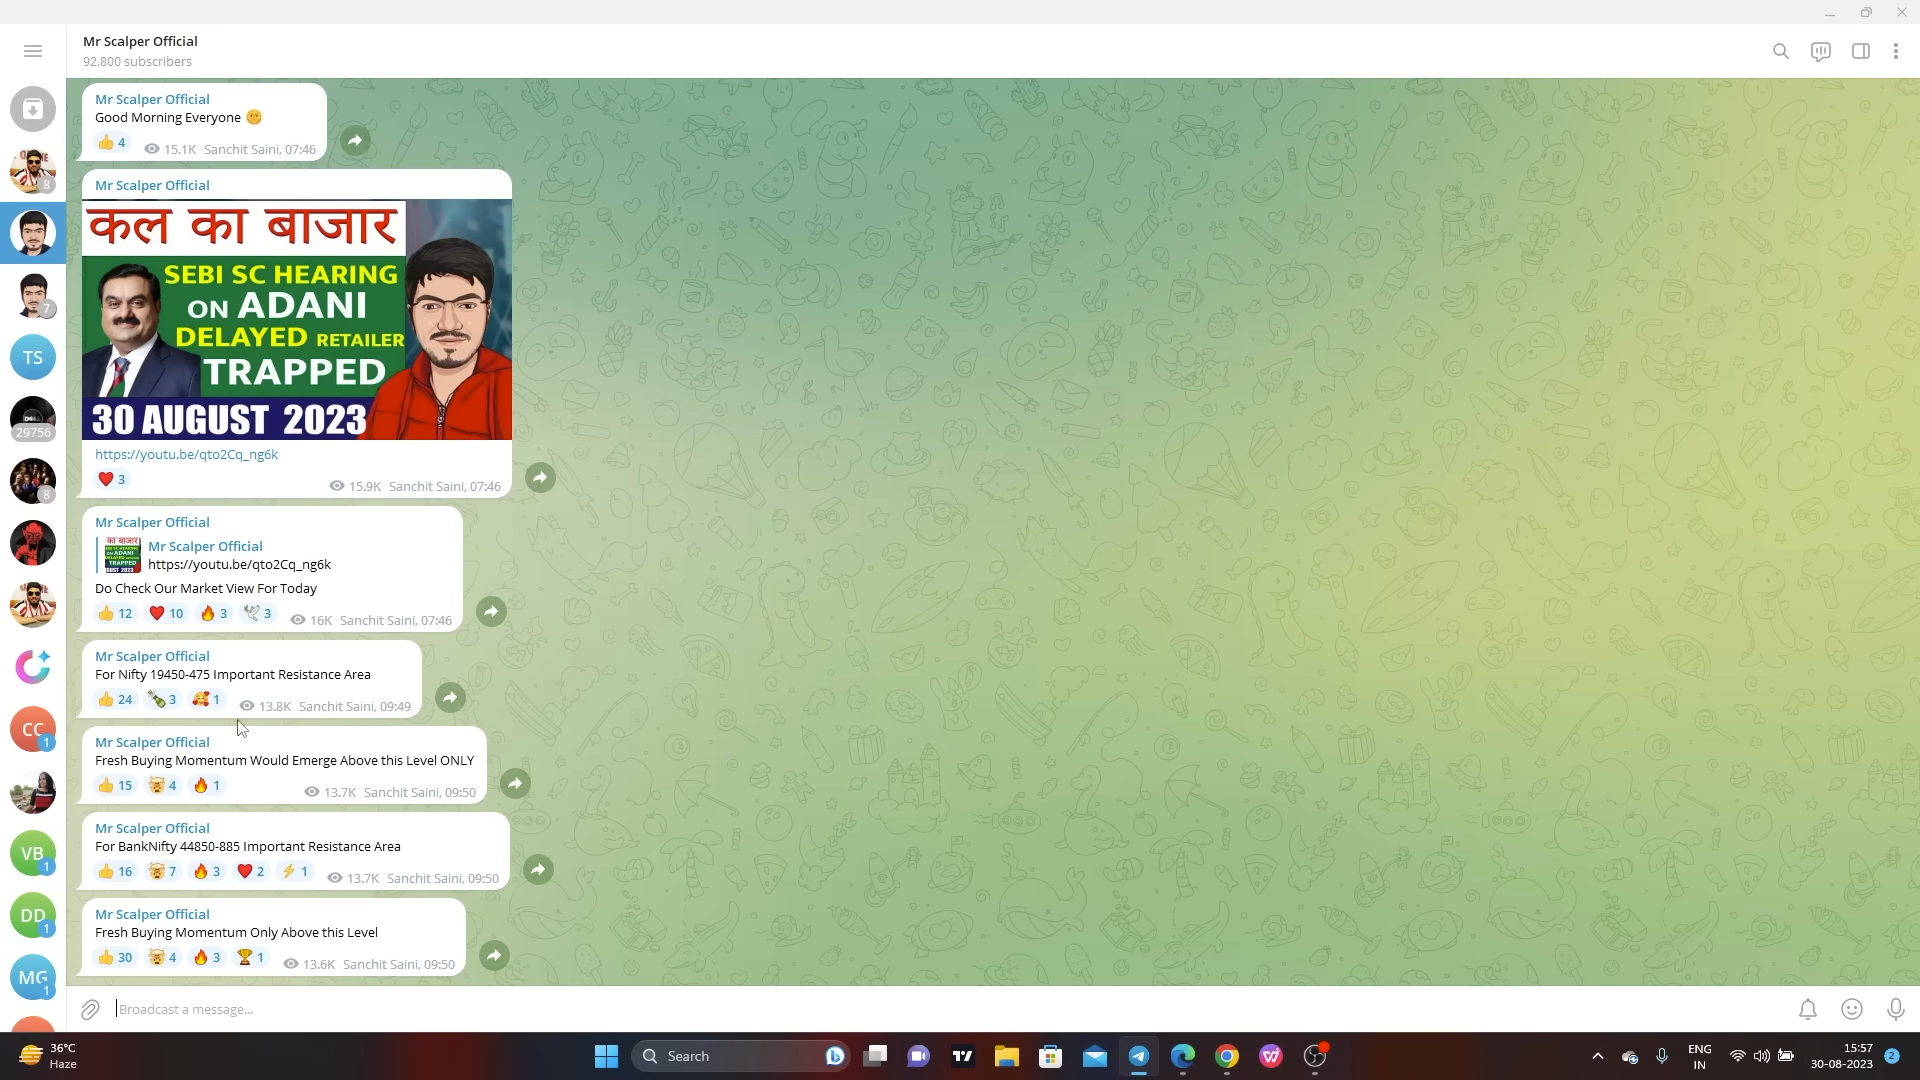 Mr Scalper Official
92,800 subscribers
Mr Scalper Official
Good Morning Everyone
4
15.1K Sanchit Saini, 07:46
8
Mr Scalper Official
कल का बाजार
SEBI SC HEARING
ON ADANI
DELAYED RETAILER
TRAPPED
30 AUGUST 2023
7
TS
29756
https://youtu.be/qto2Cq_ng6k
3
15.9K Sanchit Saini, 07:46
8
Mr Scalper Official
Mr Scalper Official
https://youtu.be/qto2Cq_ng6k
Do Check Our Market View For Today
12 10 3 3
16K Sanchit Saini, 07:46
Mr Scalper Official
For Nifty 19450-475 Important Resistance Area
24 3 1
13.8K Sanchit Saini, 09:49
CC
1
Mr Scalper Official
Fresh Buying Momentum Would Emerge Above this Level ONLY
15 4 1
13.7K Sanchit Saini, 09:50
Mr Scalper Official
For BankNifty 44850-885 Important Resistance Area
16 7 3 2 1
13.7K Sanchit Saini, 09:50
VB
1
Mr Scalper Official
Fresh Buying Momentum Only Above this Level
30 4 3 1
13.6K Sanchit Saini, 09:50
DD
1
MG
1
Broadcast a message...
36°C
Haze
Search
ENG
IN
15:57
30-08-2023
2